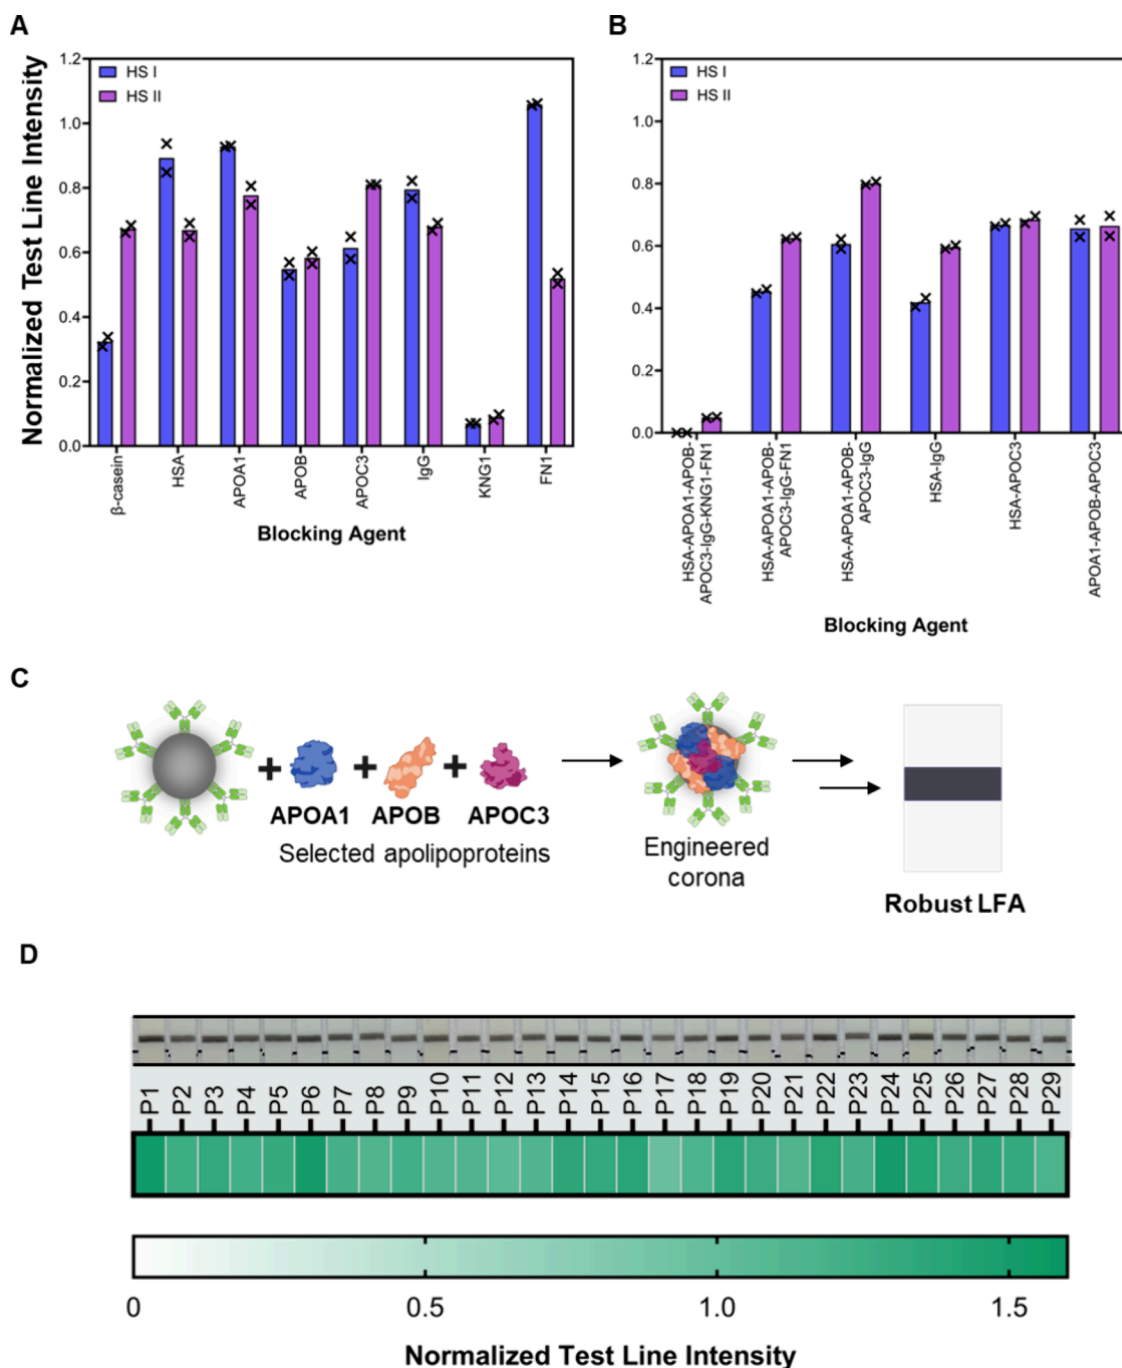 A
Normalized Test Line Intensity
1.2
1.0
0.8
0.6
0.4
0.2
0.0
HS I
HS II
β-casein
HSA
APOA1
APOB
APOC3
IgG
KNG1
FN1
Blocking Agent
B
1.2
1.0
0.8
0.6
0.4
0.2
0.0
HS I
HS II
HSA-APOA1-APOB-
APOC3-IgG-KNG1-FN1
HSA-APOA1-APOB-
APOC3-IgG-FN1
HSA-APOA1-APOB-
APOC3-IgG
HSA-IgG
HSA-APOC3
APOA1-APOB-APOC3
Blocking Agent
C
+ + +
APOA1 APOB APOC3
Selected apolipoproteins
Engineered
corona
Robust LFA
D
P1 P2 P3 P4 P5 P6 P7 P8 P9 P10 P11 P12 P13 P14 P15 P16 P17 P18 P19 P20 P21 P22 P23 P24 P25 P26 P27 P28 P29
0 0.5 1.0 1.5
Normalized Test Line Intensity